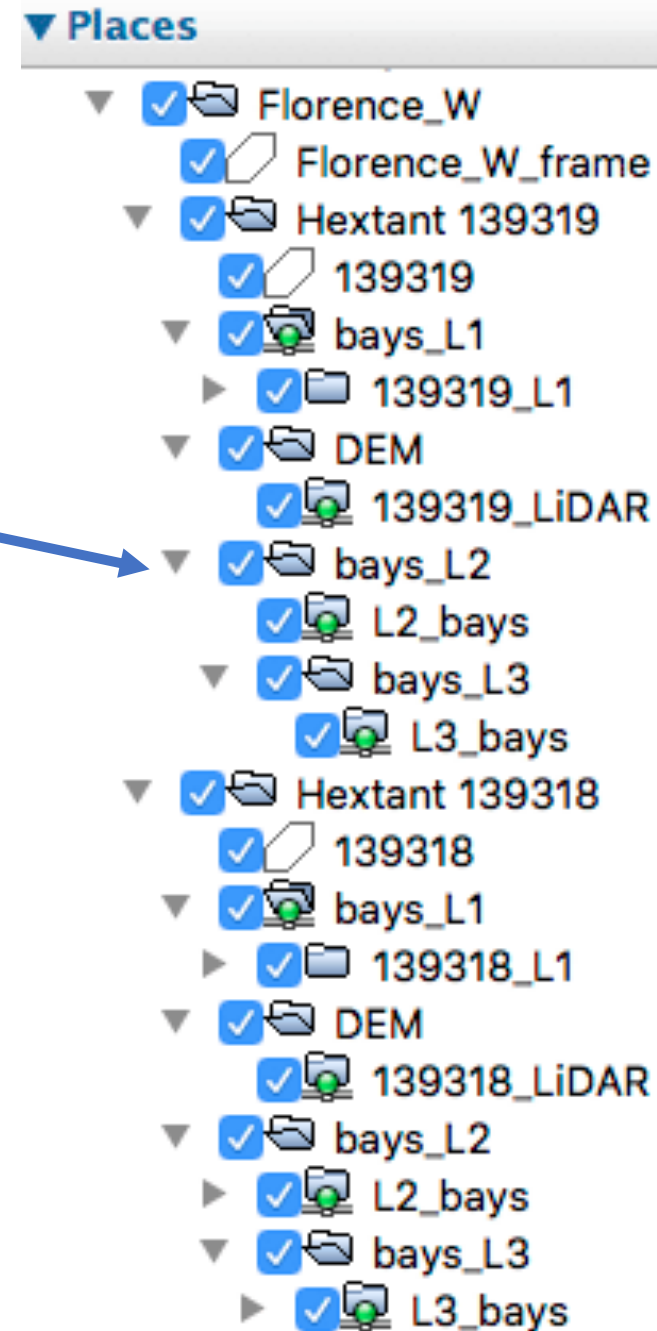 Places
Florence_W
Florence_W_frame
Hextant 139319
139319
bays_L1
139319_L1
DEM
139319_LiDAR
bays_L2
L2_bays
bays_L3
L3_bays
Hextant 139318
139318
bays_L1
139318_L1
DEM
139318_LiDAR
bays_L2
L2_bays
bays_L3
L3_bays